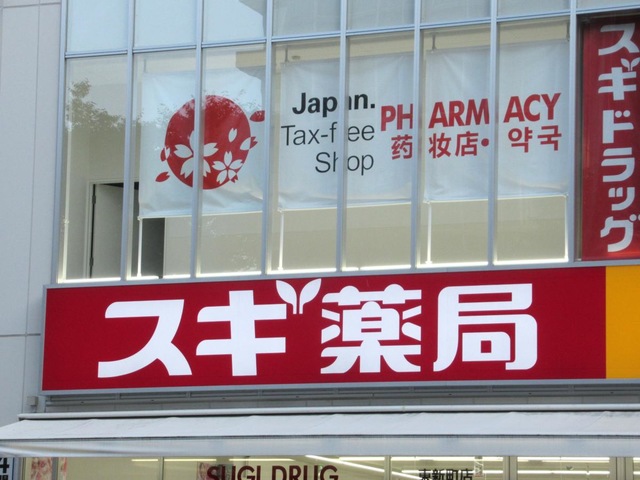 Japan.
Tax-free
Shop
PHARMACY
药妆店・약국
スギドラッグ
スギ薬局
SUGI DRUG